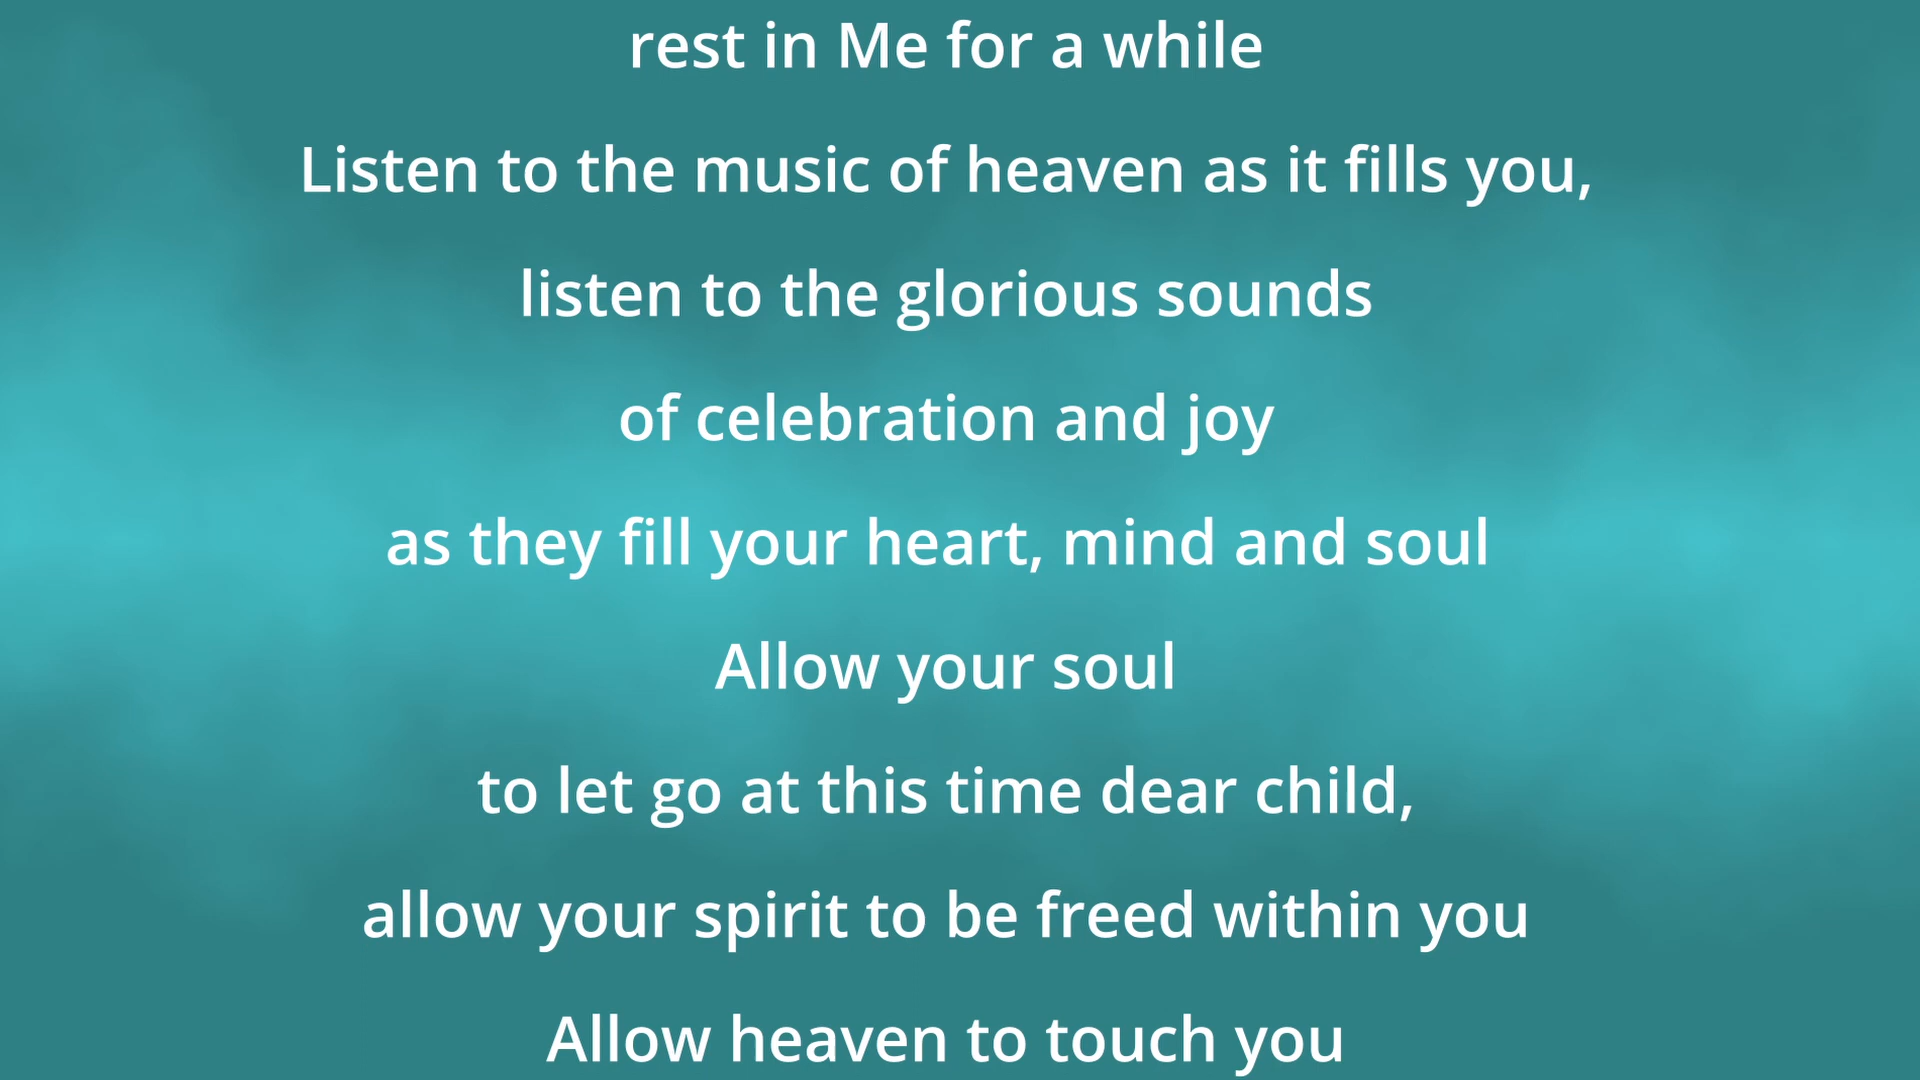 rest in Me for a while
Listen to the music of heaven as it fills you,
listen to the glorious sounds
of celebration and joy
as they fill your heart, mind and soul
Allow your soul
to let go at this time dear child,
allow your spirit to be freed within you
Allow heaven to touch you